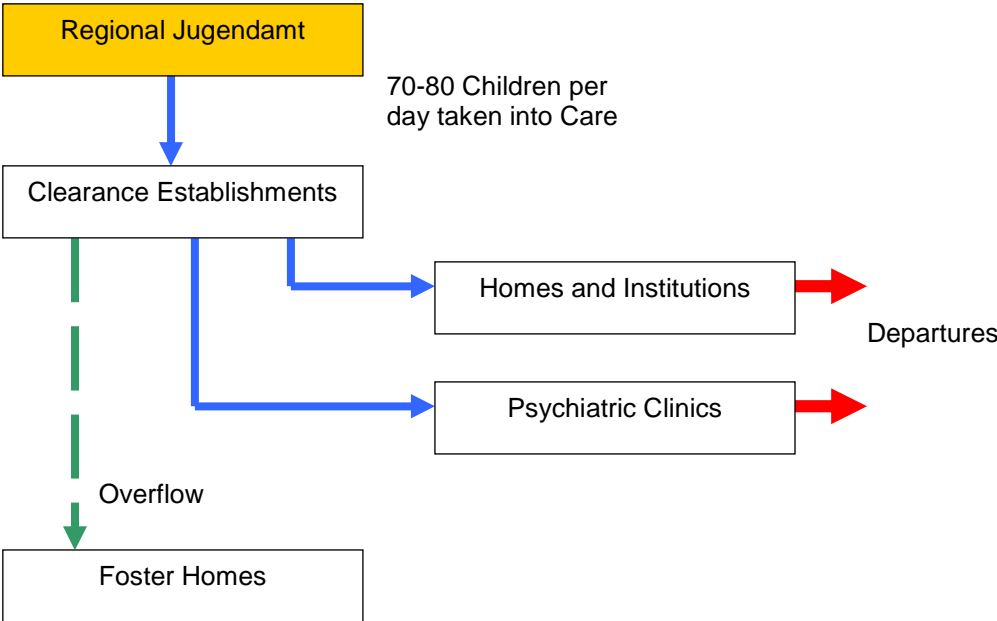 Regional Jugendamt
70-80 Children per
day taken into Care
Clearance Establishments
Homes and Institutions
Departures
Psychiatric Clinics
Overflow
Foster Homes